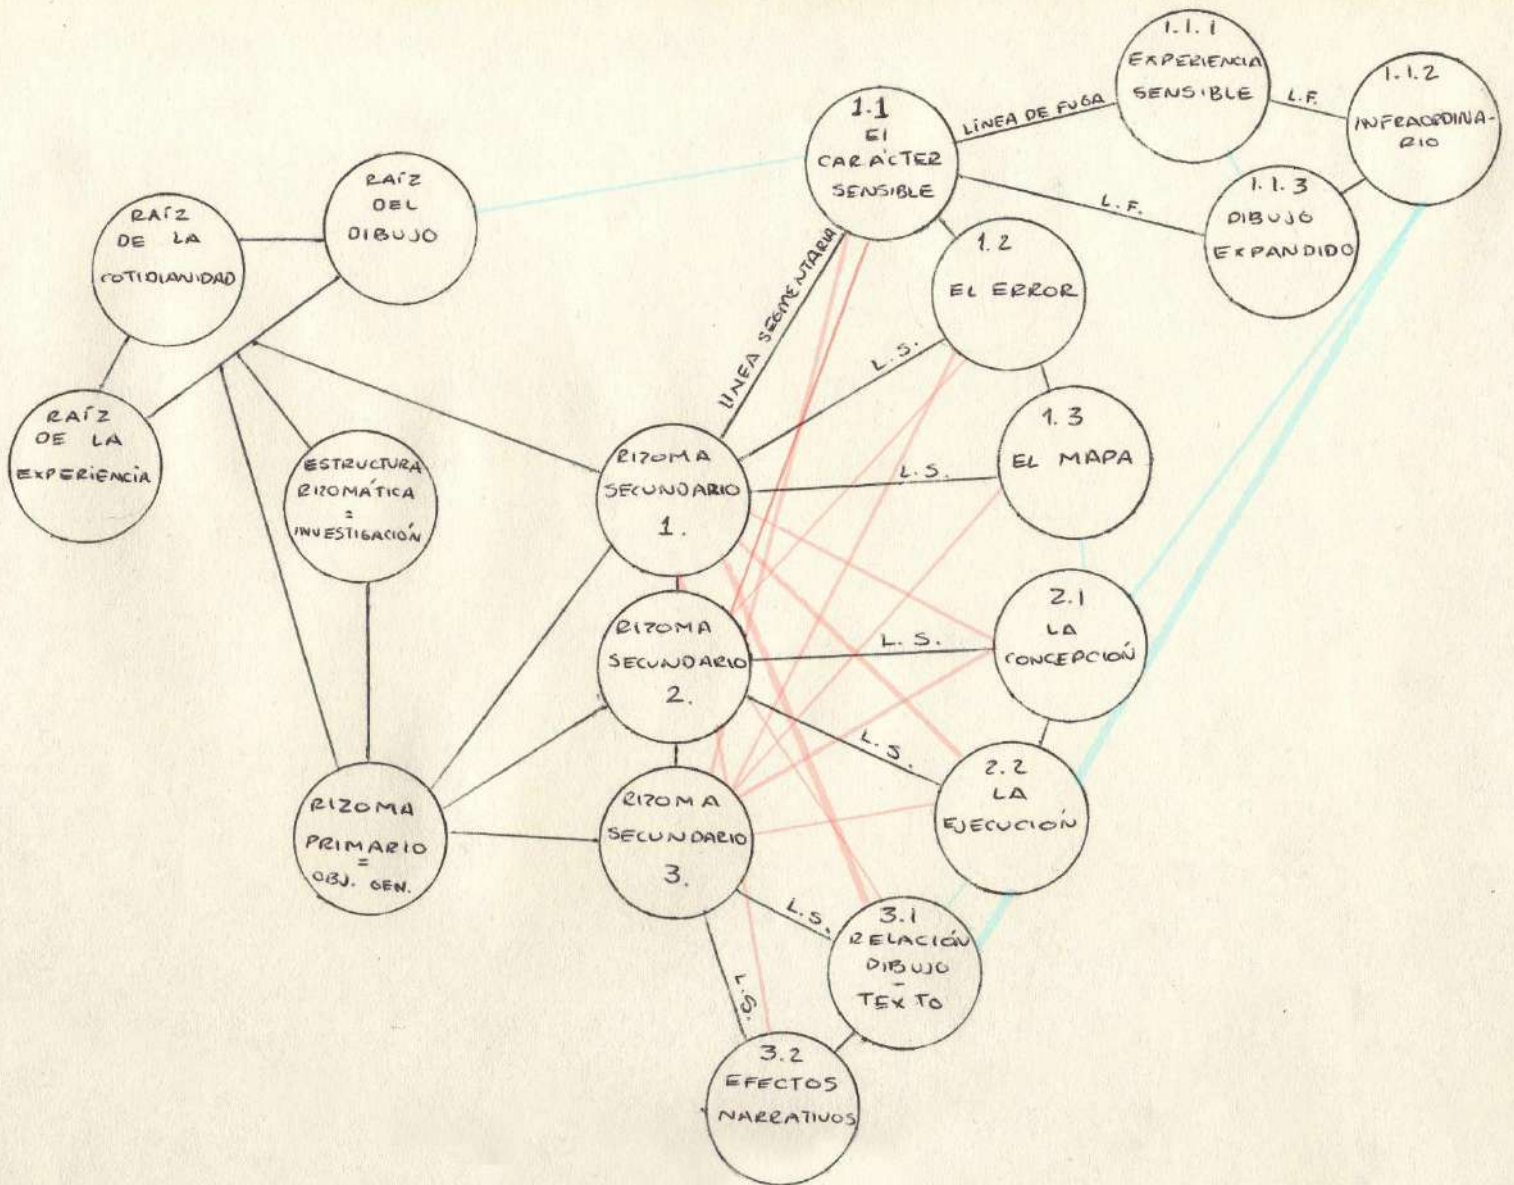 RAÍZ
DE LA
COTIDIANIDAD
RAÍZ
DEL
DIBUJO
RAÍZ
DE LA
EXPERIENCIA
ESTRUCTURA
RIZOMÁTICA
=
INVESTIGACIÓN
RIZOMA
PRIMARIO
=
OBJ. GEN.
RIZOMA
SECUNDARIO
1.
RIZOMA
SECUNDARIO
2.
RIZOMA
SECUNDARIO
3.
LÍNEA SEGMENTARIA
L.S.
L.S.
L.S.
L.S.
L.S.
L.S.
1.1
El
CARÁCTER
SENSIBLE
LÍNEA DE FUGA
L.F.
L.F.
1.1.1
EXPERIENCIA
SENSIBLE
1.1.2
INFRAORDINA-
RIO
1.1.3
DIBUJO
EXPANDIDO
1.2
EL ERROR
1.3
EL MAPA
2.1
LA
CONCEPCIÓN
2.2
LA
EJECUCIÓN
3.1
RELACIÓN
DIBUJO
-
TEXTO
3.2
EFECTOS
NARRATIVOS